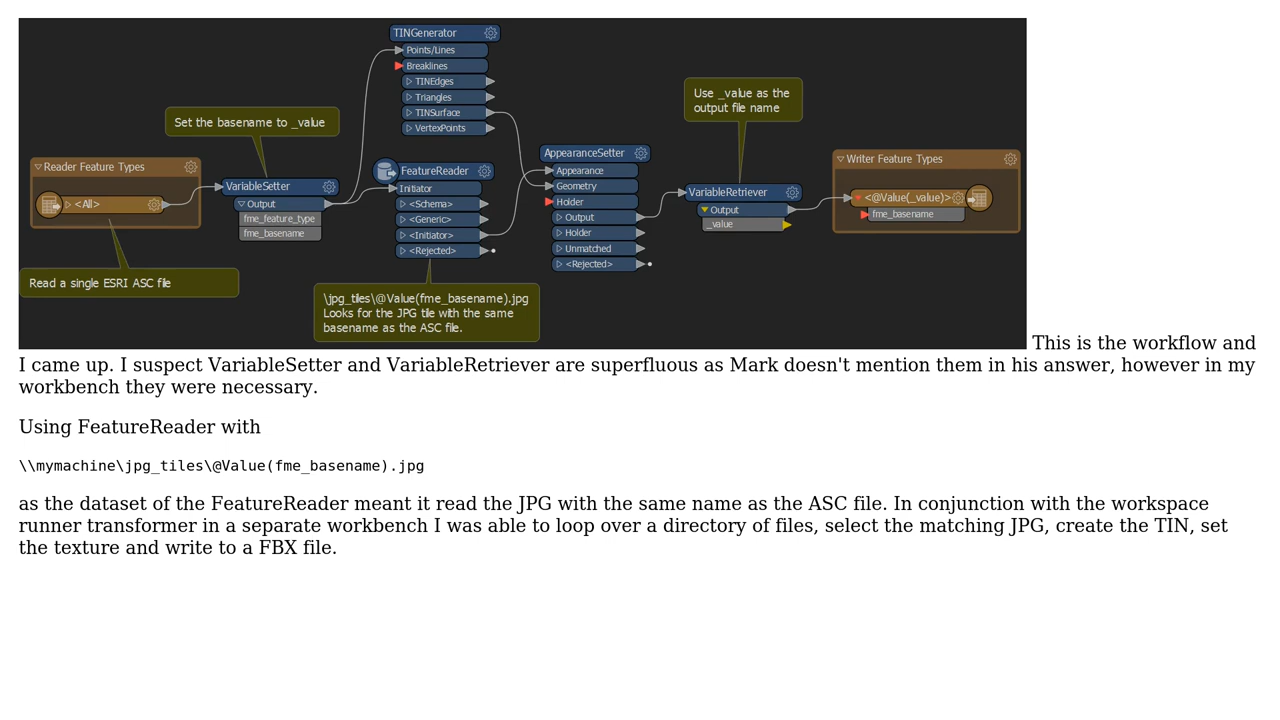 TINGenerator
Points/Lines
Breaklines
TINEdges
Triangles
TINSurface
VertexPoints
Set the basename to _value
Use _value as the
output file name
Reader Feature Types
<All>
Read a single ESRI ASC file
VariableSetter
Output
fme_feature_type
fme_basename
FeatureReader
Initiator
<Schema>
<Generic>
<Initiator>
<Rejected>
\jpg_tiles\@Value(fme_basename).jpg
Looks for the JPG tile with the same
basename as the ASC file.
AppearanceSetter
Appearance
Geometry
Holder
Output
Holder
Unmatched
<Rejected>
VariableRetriever
Output
_value
Writer Feature Types
<@Value(_value)>
fme_basename
This is the workflow and
I came up. I suspect VariableSetter and VariableRetriever are superfluous as Mark doesn't mention them in his answer, however in my
workbench they were necessary.
Using FeatureReader with
\\mymachine\jpg_tiles\@Value(fme_basename).jpg
as the dataset of the FeatureReader meant it read the JPG with the same name as the ASC file. In conjunction with the workspace
runner transformer in a separate workbench I was able to loop over a directory of files, select the matching JPG, create the TIN, set
the texture and write to a FBX file.